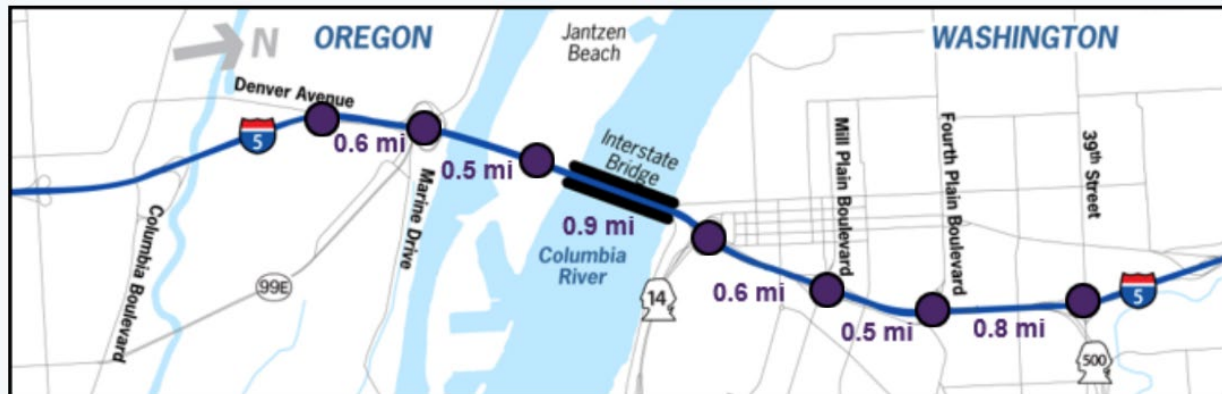 N
OREGON
Jantzen
Beach
WASHINGTON
Denver Avenue
5
0.6 mi
0.5 mi
Interstate
Bridge
0.9 mi
Columbia
River
Marine Drive
Columbia Boulevard
99E
14
Mill Plain Boulevard
Fourth Plain Boulevard
39th Street
0.6 mi
0.5 mi
0.8 mi
5
500